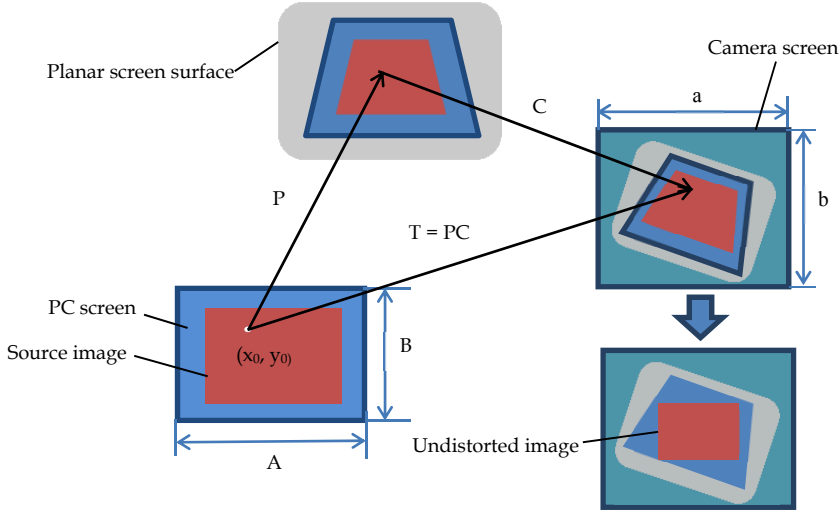 Planar screen surface
Camera screen
a
C
b
P
T = PC
PC screen
Source image
(x₀, y₀)
B
A
Undistorted image